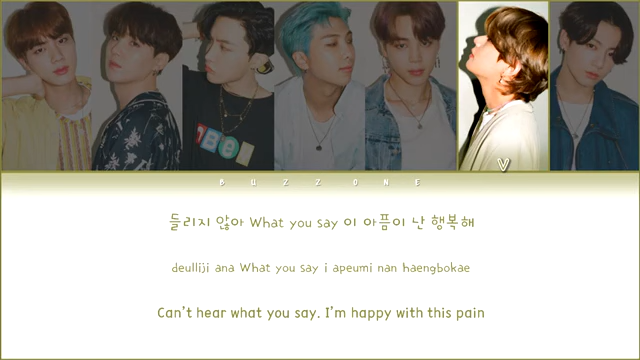 V
BUZZONE
들리지 않아 What you say 이 아픔이 난 행복해
deulliji ana What you say i apeumi nan haengbokae
Can't hear what you say. I'm happy with this pain